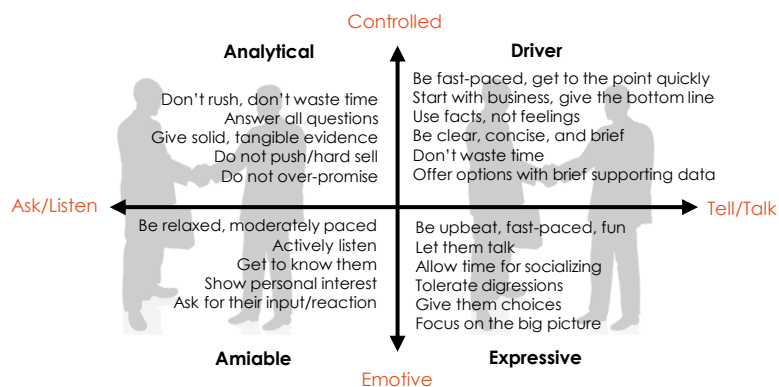 Controlled
Analytical
Don't rush, don't waste time
Answer all questions
Give solid, tangible evidence
Do not push/hard sell
Do not over-promise
Driver
Be fast-paced, get to the point quickly
Start with business, give the bottom line
Use facts, not feelings
Be clear, concise, and brief
Don't waste time
Offer options with brief supporting data
Ask/Listen
Tell/Talk
Be relaxed, moderately paced
Actively listen
Get to know them
Show personal interest
Ask for their input/reaction
Amiable
Be upbeat, fast-paced, fun
Let them talk
Allow time for socializing
Tolerate digressions
Give them choices
Focus on the big picture
Expressive
Emotive